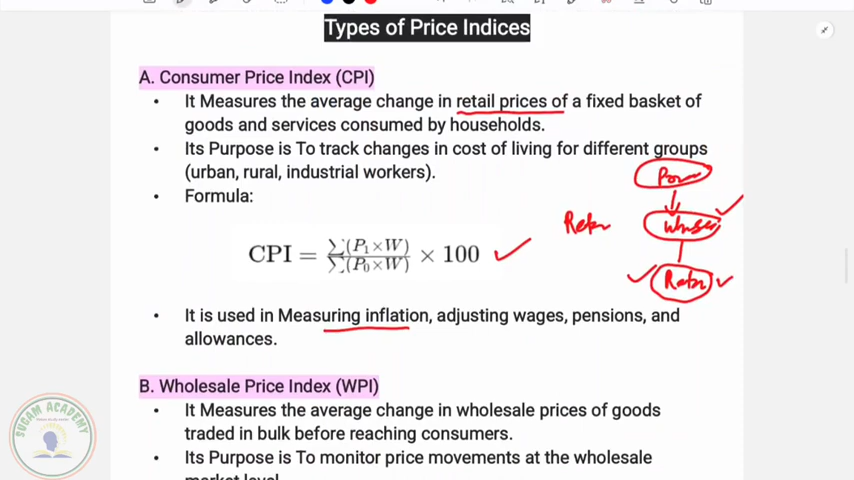 Types of Price Indices
A. Consumer Price Index (CPI)
• It Measures the average change in retail prices of a fixed basket of
goods and services consumed by households.
• Its Purpose is To track changes in cost of living for different groups
(urban, rural, industrial workers).
• Formula:
CPI = ∑(P₁×W) / ∑(P₀×W) × 100
• It is used in Measuring inflation, adjusting wages, pensions, and
allowances.
B. Wholesale Price Index (WPI)
• It Measures the average change in wholesale prices of goods
traded in bulk before reaching consumers.
• Its Purpose is To monitor price movements at the wholesale
market level.
SUGAM ACADEMY